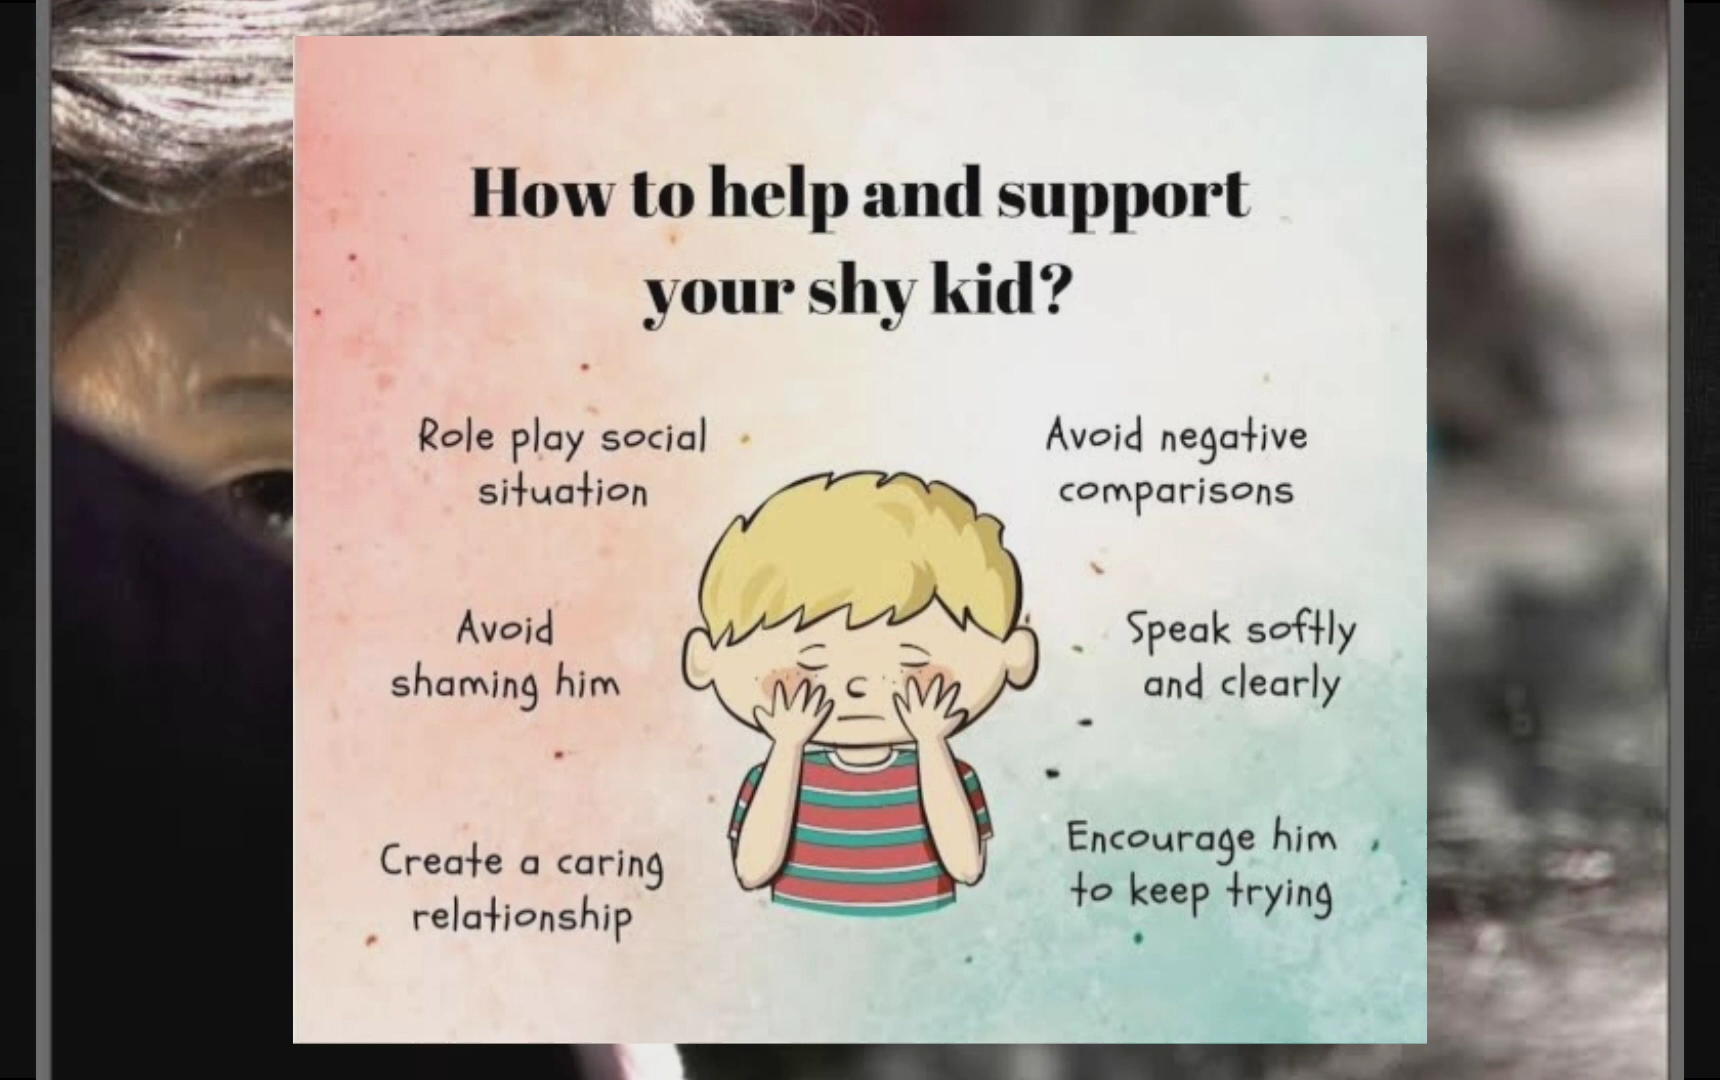 How to help and support
your shy kid?
Role play social
situation
Avoid negative
comparisons
Avoid
shaming him
Speak softly
and clearly
Create a caring
relationship
Encourage him
to keep trying